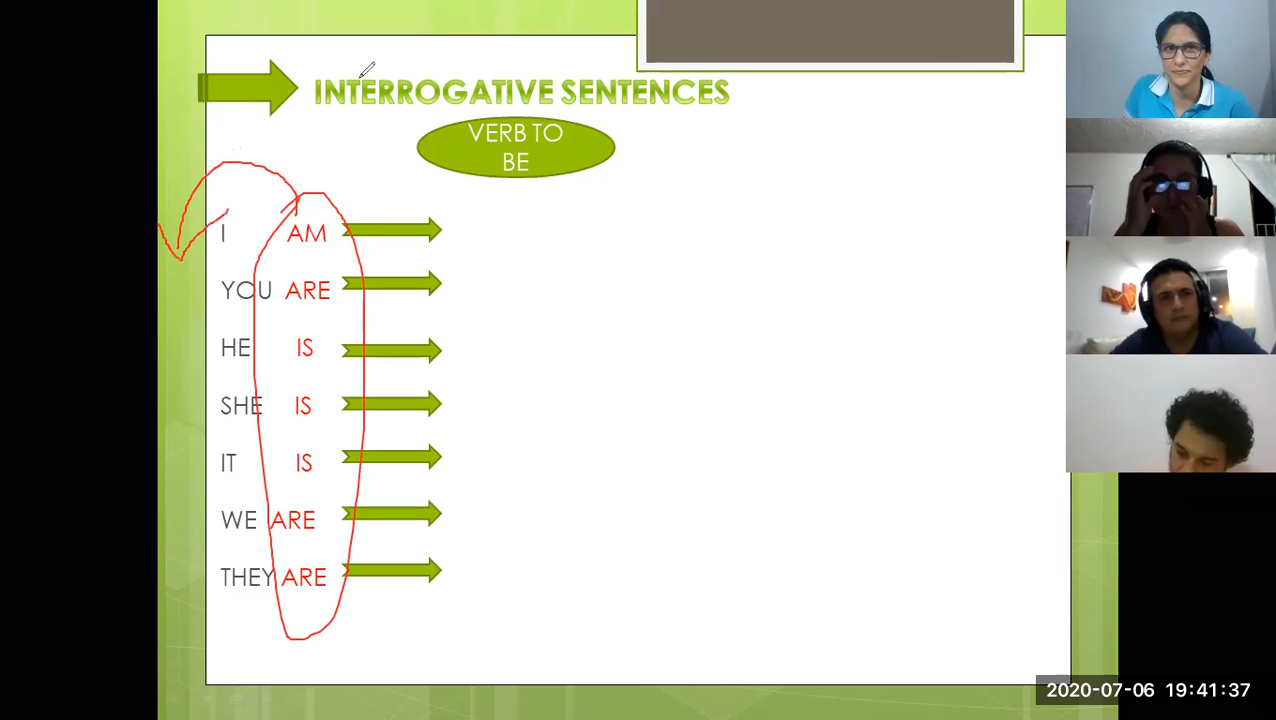 INTERROGATIVE SENTENCES
VERB TO
BE
I AM
YOU ARE
HE IS
SHE IS
IT IS
WE ARE
THEY ARE
2020-07-06 19:41:37